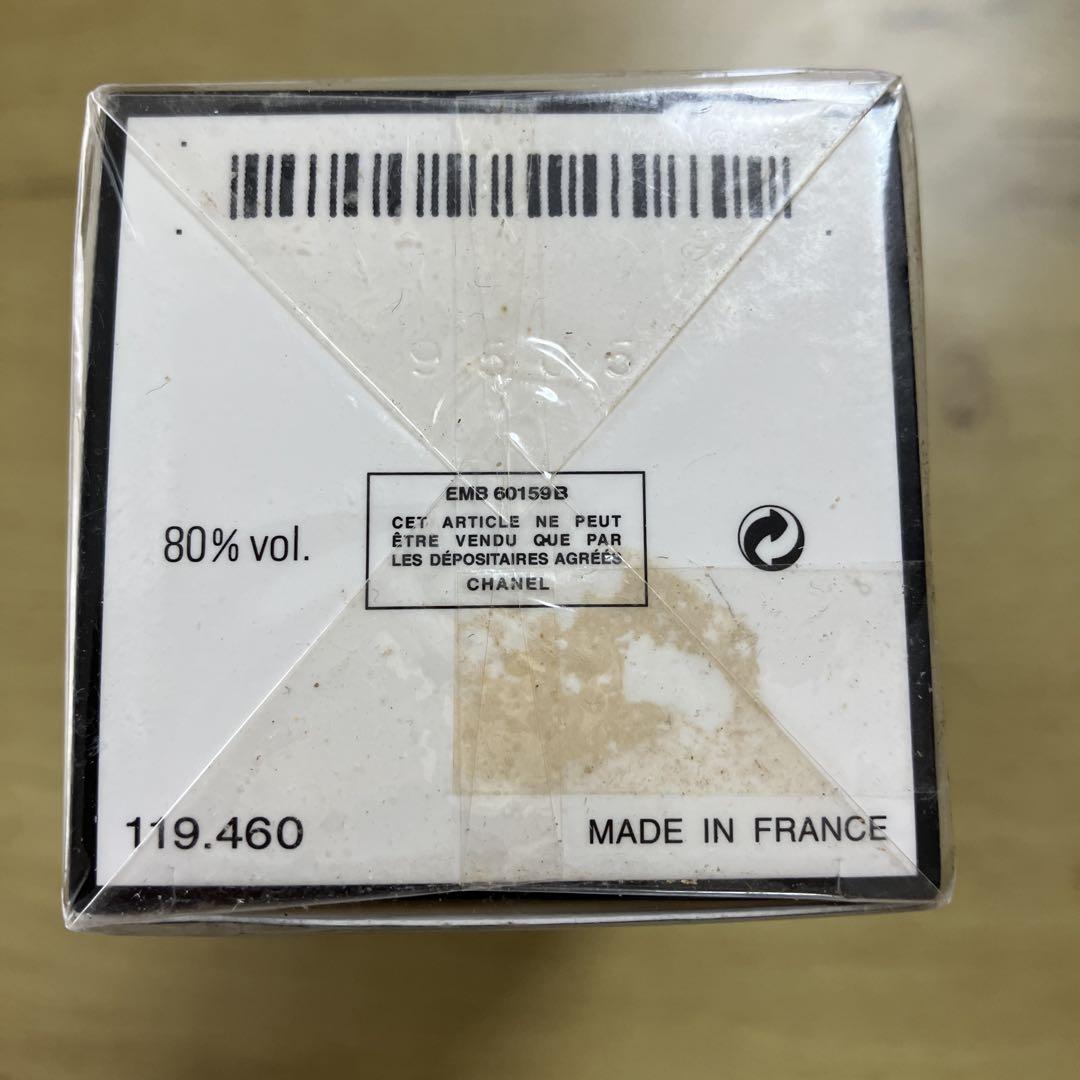 80% vol.
EMB 60159B
CET ARTICLE NE PEUT
ÊTRE VENDU QUE PAR
LES DÉPOSITAIRES AGRÉÉS
CHANEL
119.460
MADE IN FRANCE